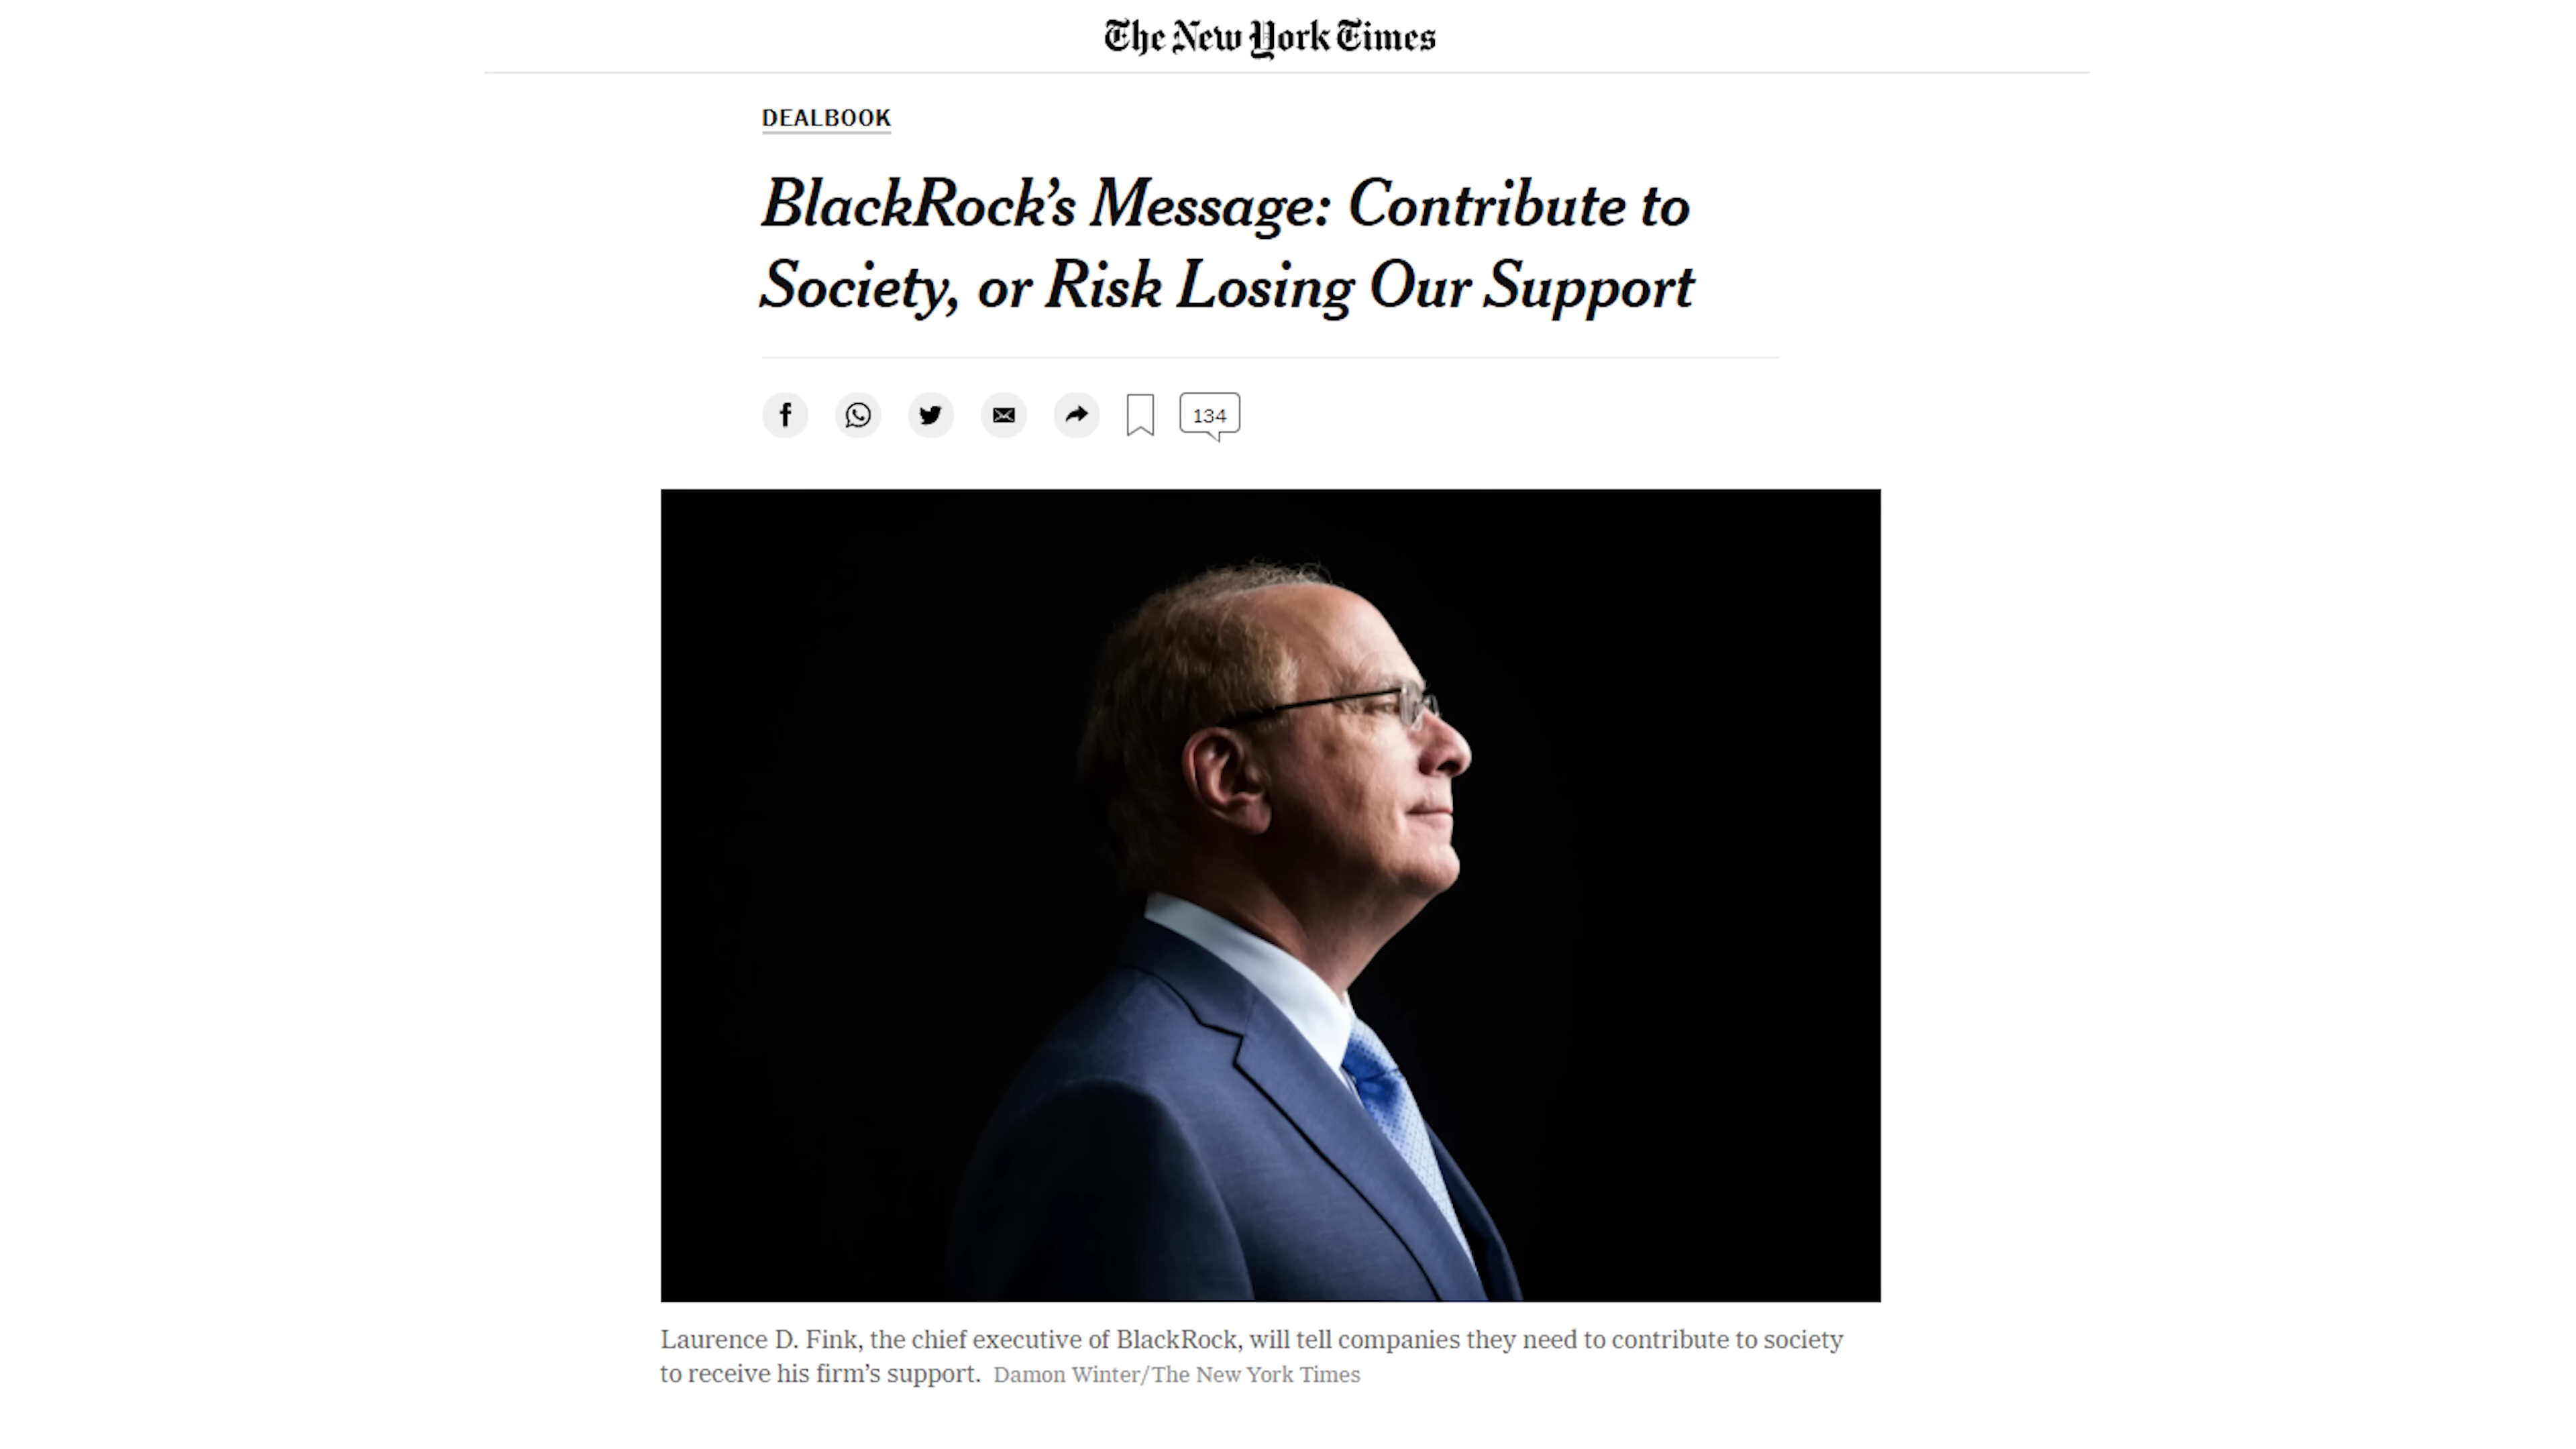 The New York Times
DEALBOOK
BlackRock’s Message: Contribute to
Society, or Risk Losing Our Support
134
Laurence D. Fink, the chief executive of BlackRock, will tell companies they need to contribute to society
to receive his firm’s support. Damon Winter/The New York Times